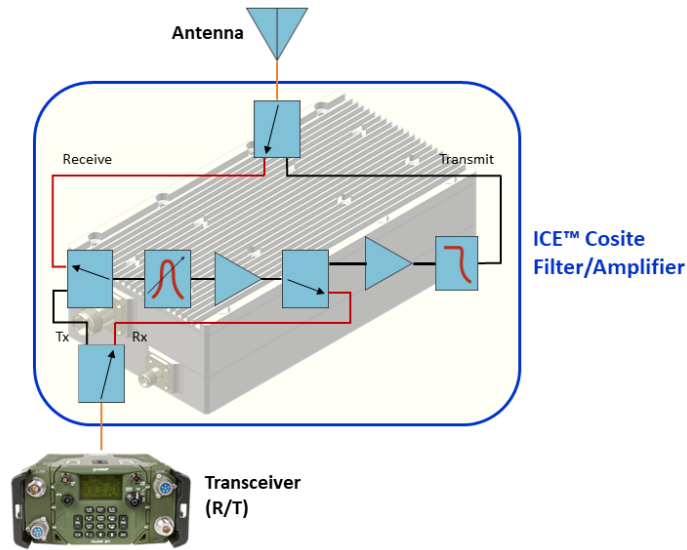 Antenna
Receive
Transmit
ICE™ Cosite
Filter/Amplifier
Tx
Rx
Transceiver
(R/T)